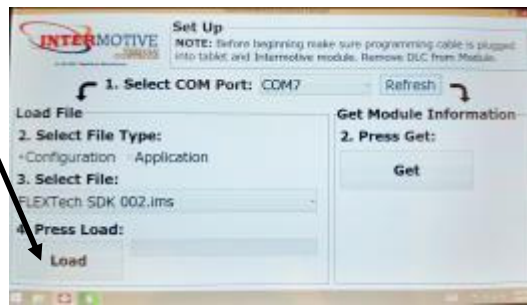 INTERMOTIVE
Set Up
NOTE: Before beginning make sure programming cable is plugged
into tablet and Intermotive module. Remove DLC from Module.
1. Select COM Port: COM7
Refresh
Load File
2. Select File Type:
Configuration Application
3. Select File:
FLEXTech SDK 002.ims
4. Press Load:
Load
Get Module Information
2. Press Get:
Get